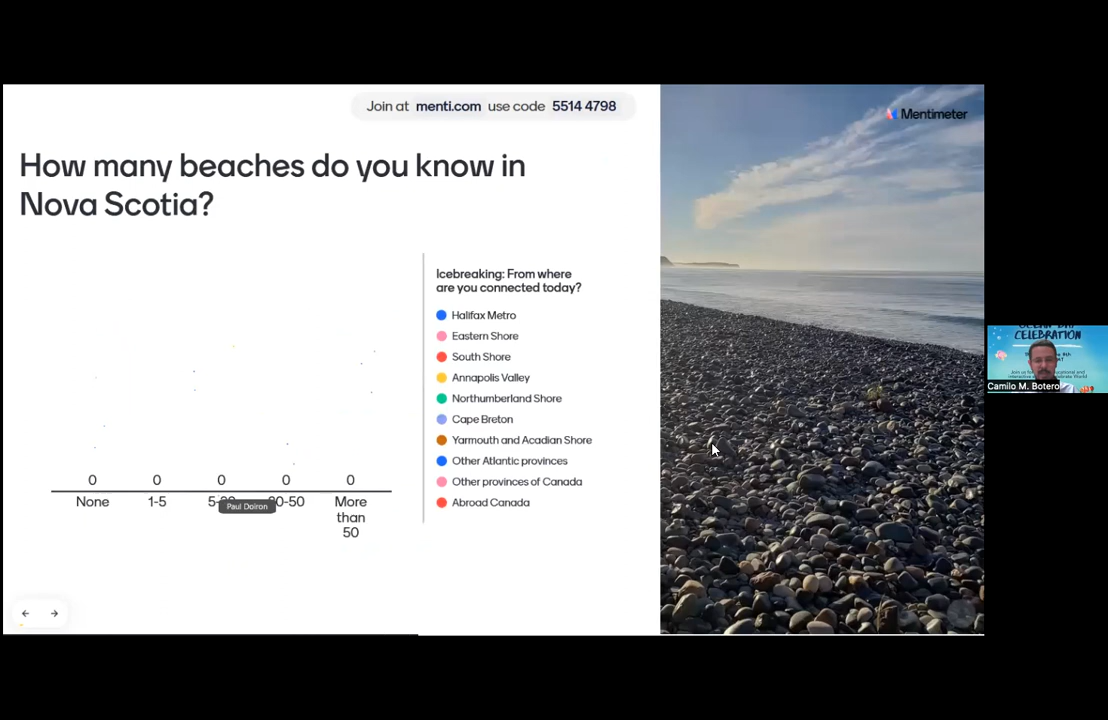 Join at menti.com use code 5514 4798
Mentimeter
How many beaches do you know in
Nova Scotia?
Icebreaking: From where
are you connected today?
Halifax Metro
Eastern Shore
South Shore
Annapolis Valley
Northumberland Shore
Cape Breton
Yarmouth and Acadian Shore
Other Atlantic provinces
Other provinces of Canada
Abroad Canada
0 0 0 0 0
None 1-5 5-20 20-50 More
than
50
Paul Doiron
CELEBRATION
Camilo M. Botero